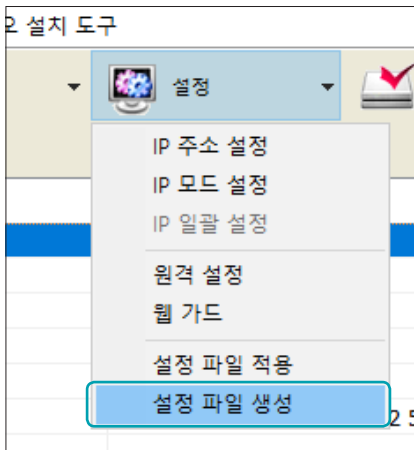 오 설치 도구
설정
IP 주소 설정
IP 모드 설정
IP 일괄 설정
원격 설정
웹 가드
설정 파일 적용
설정 파일 생성
2 5